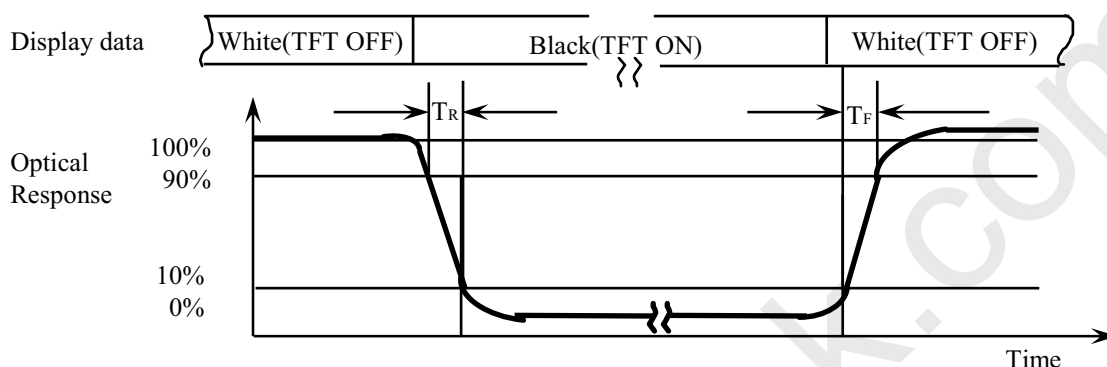 Display data
White(TFT OFF)
Black(TFT ON)
White(TFT OFF)
TR
TF
Optical
Response
100%
90%
10%
0%
Time
k.com